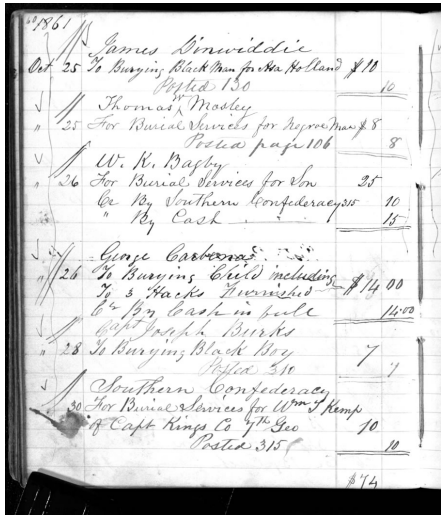 1861
James Dinwiddie
Oct 25 To Burying Black Man for Asa Holland $10
Posted 130 10
Thomas W Mosley
" 25 For Burial Services for Negroe Man $ 8
Posted page 106 8
W. K. Bagby
" 26 For Burial Services for Son 25
Cr By Southern Confederacy 315 10
" By Cash 15
George
" 26 To Burying Child including
To 3 Hacks Furnished $14 00
Cr By Cash in full 14.00
Capt Joseph Burks
" 28 To Burying Black Boy 7
Posted 310 7
Southern Confederacy
" 30 For Burial Services for Wm T Kemp
of Capt Kings Co 7th Geo 10
Posted 315 10
$74